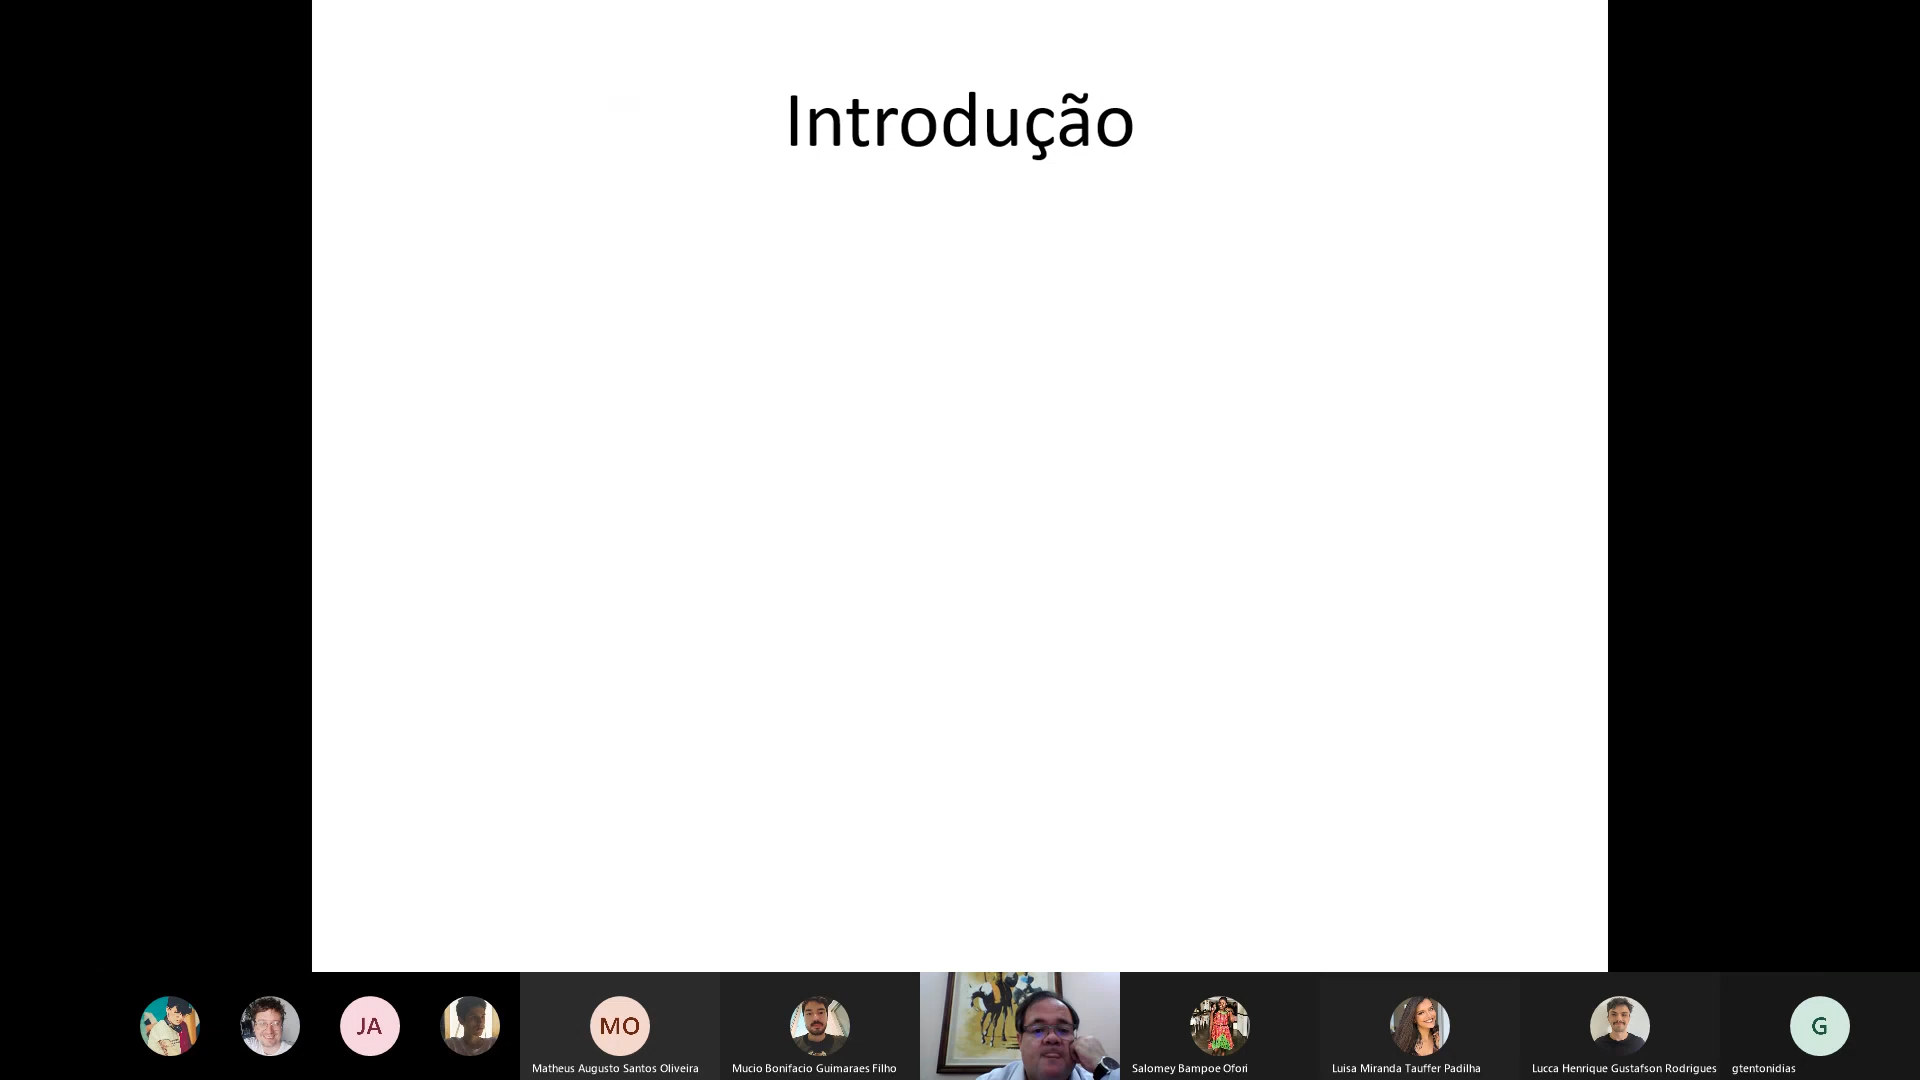 Introdução
JA
MO
G
Matheus Augusto Santos Oliveira
Mucio Bonifacio Guimaraes Filho
Salomey Bampoe Ofori
Luisa Miranda Tauffer Padilha
Lucca Henrique Gustafson Rodrigues
gtentonidias